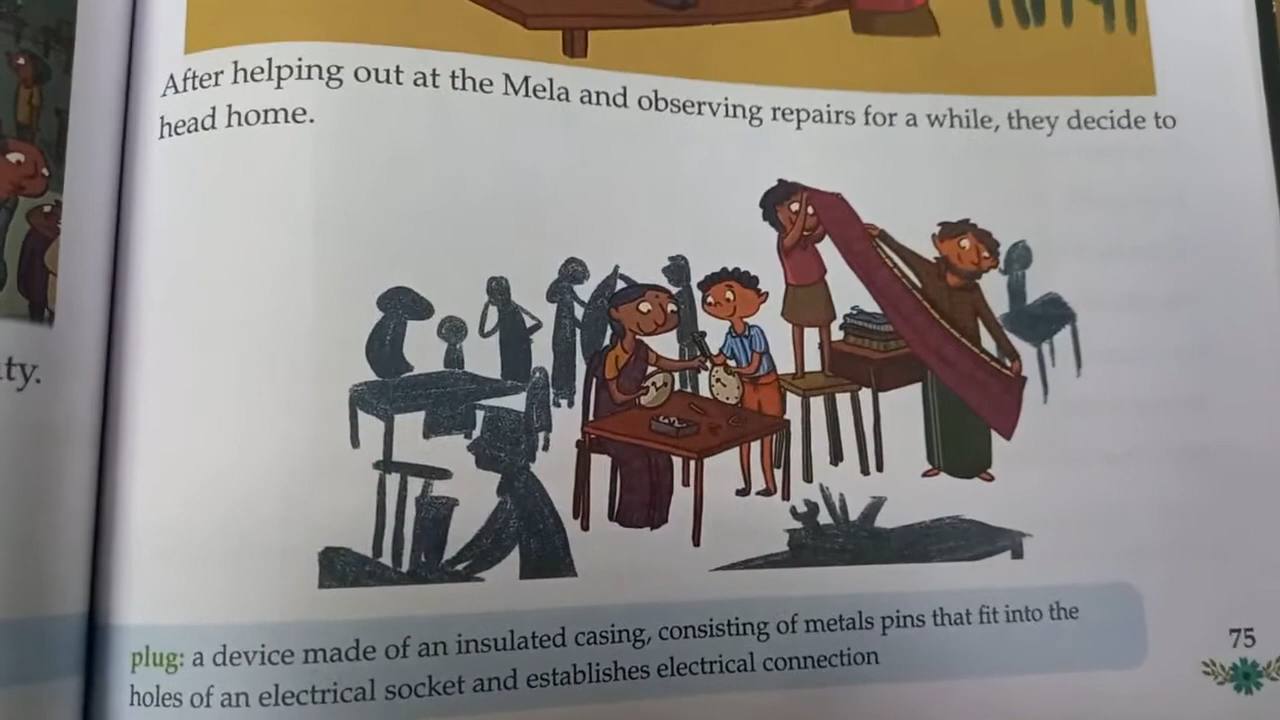 After helping out at the Mela and observing repairs for a while, they decide to
head home.
ty.
plug: a device made of an insulated casing, consisting of metals pins that fit into the
holes of an electrical socket and establishes electrical connection
75